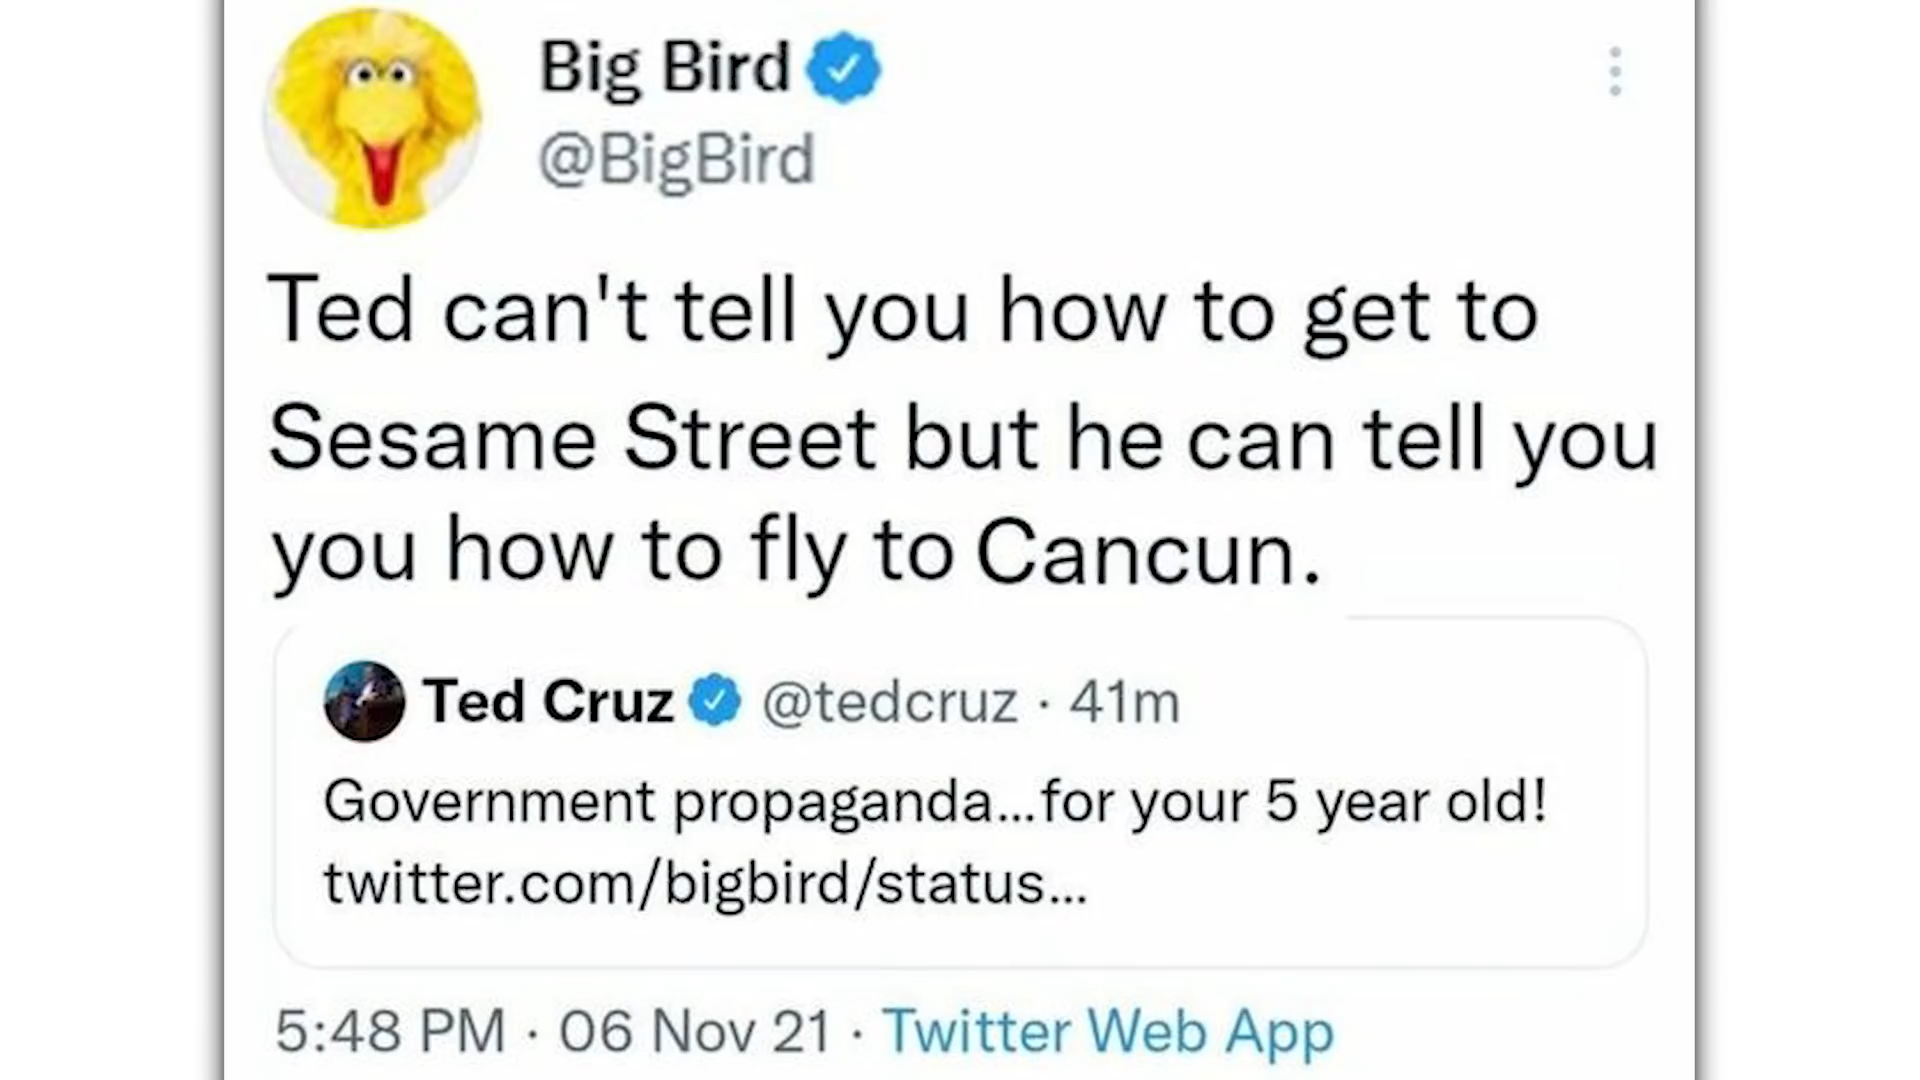 Big Bird
@BigBird
Ted can't tell you how to get to
Sesame Street but he can tell you
you how to fly to Cancun.
Ted Cruz @tedcruz · 41m
Government propaganda...for your 5 year old!
twitter.com/bigbird/status...
5:48 PM · 06 Nov 21 · Twitter Web App